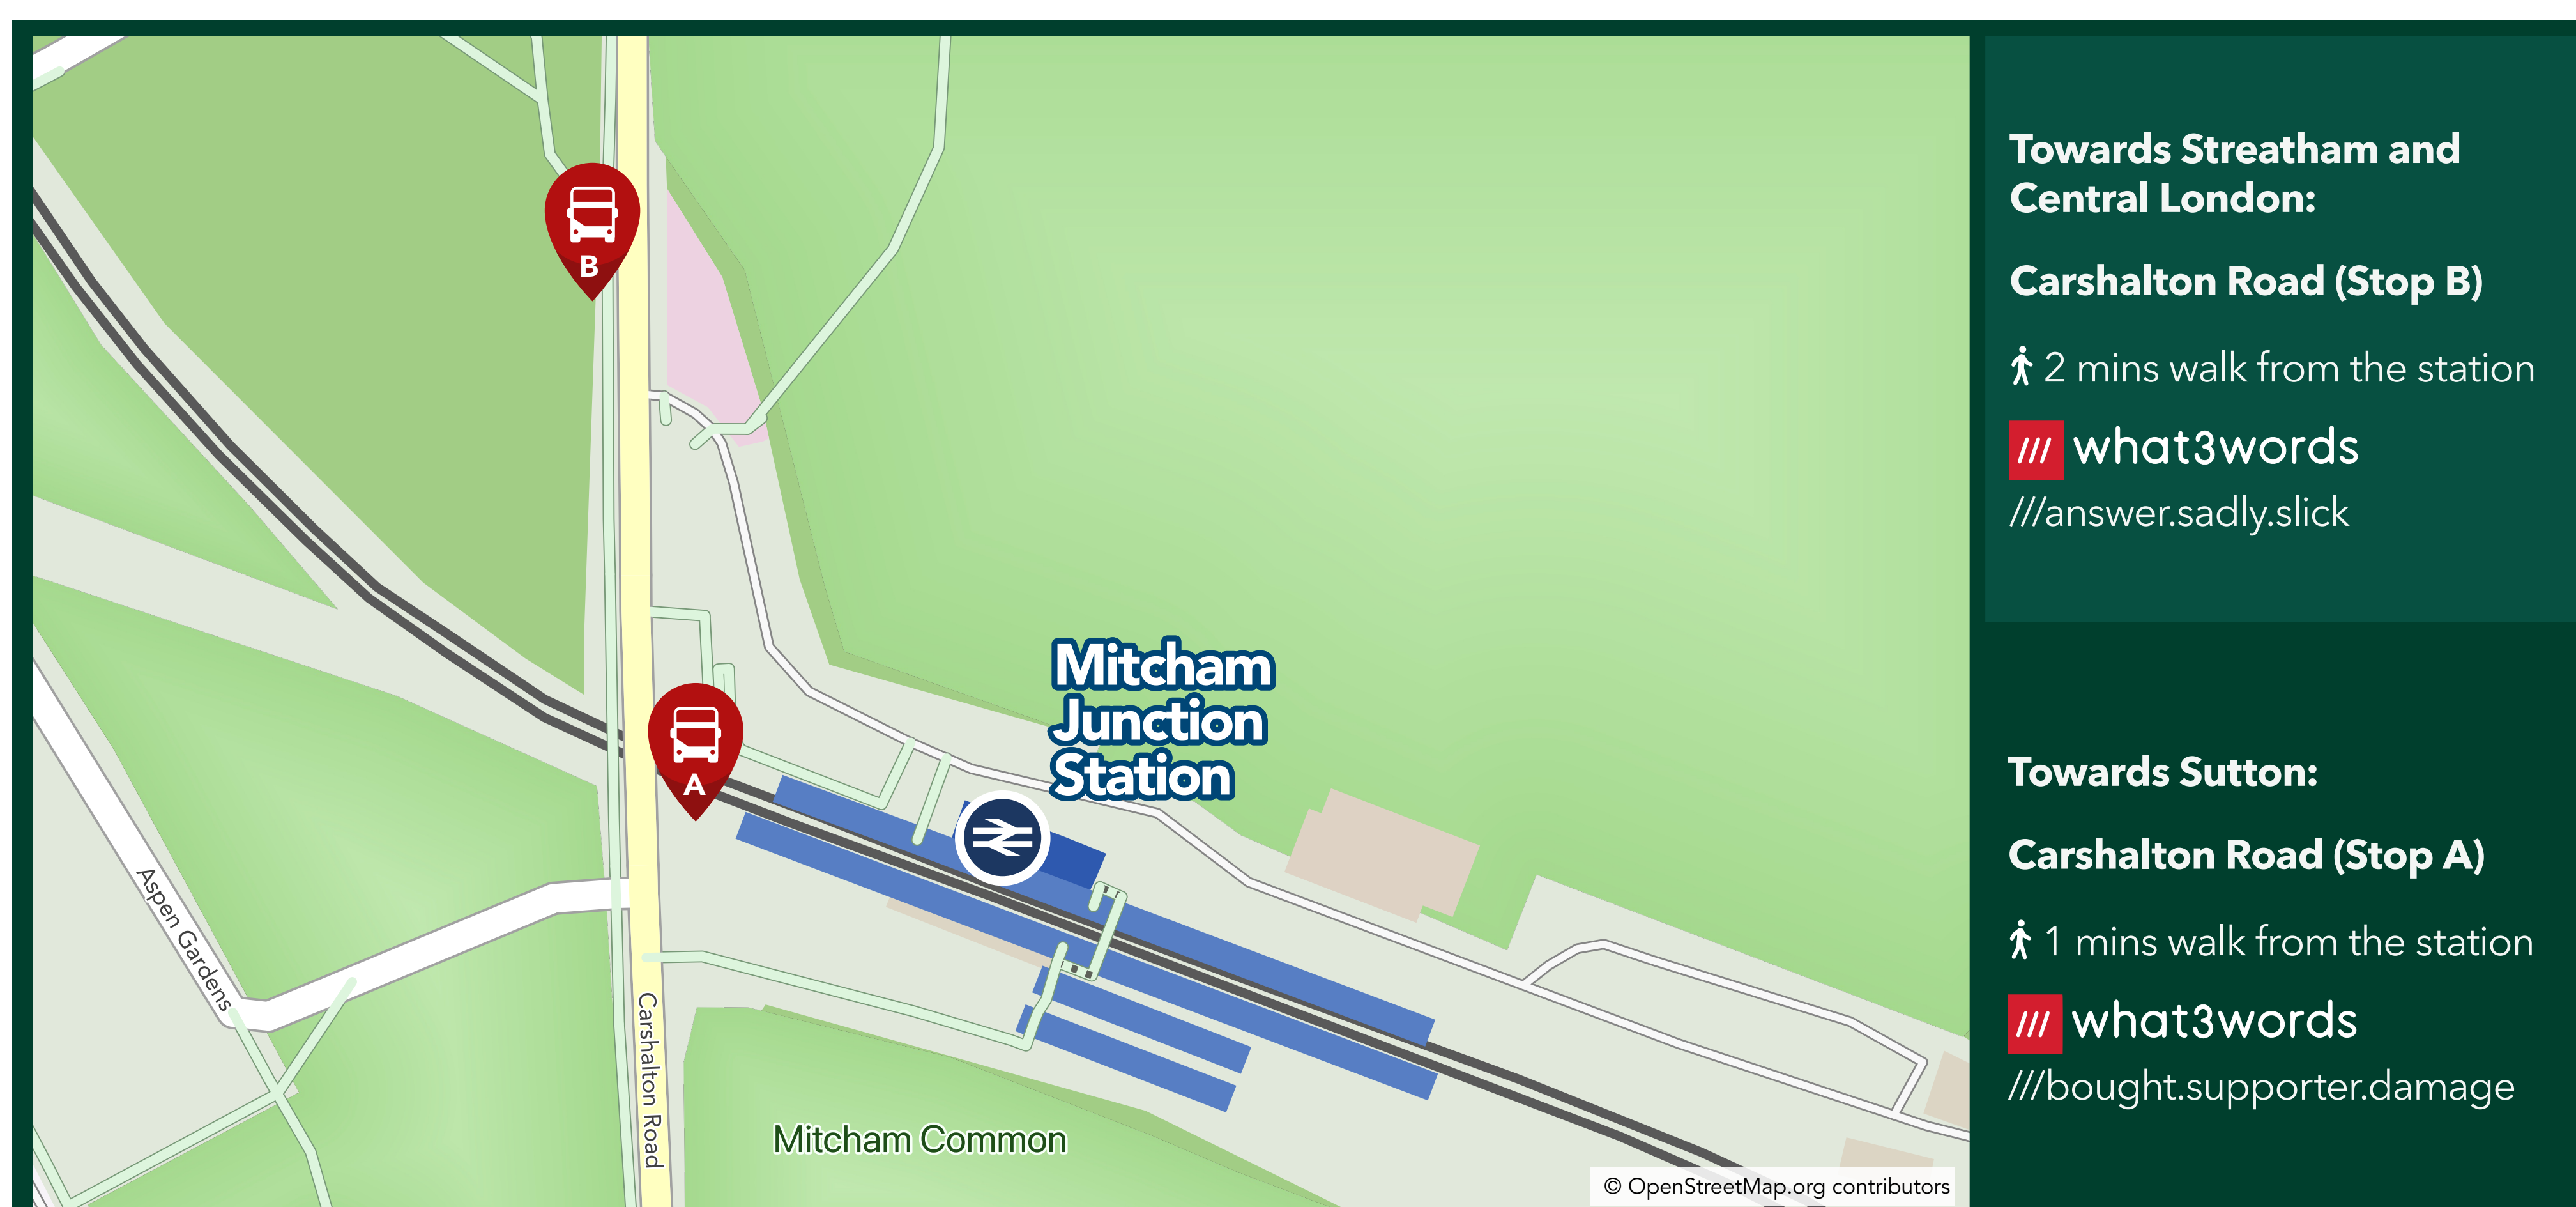 B
Mitcham
Junction
Station
A
Aspen Gardens
Carshalton Road
Mitcham Common
© OpenStreetMap.org contributors
Towards Streatham and
Central London:
Carshalton Road (Stop B)
2 mins walk from the station
what3words
///answer.sadly.slick
Towards Sutton:
Carshalton Road (Stop A)
1 mins walk from the station
what3words
///bought.supporter.damage